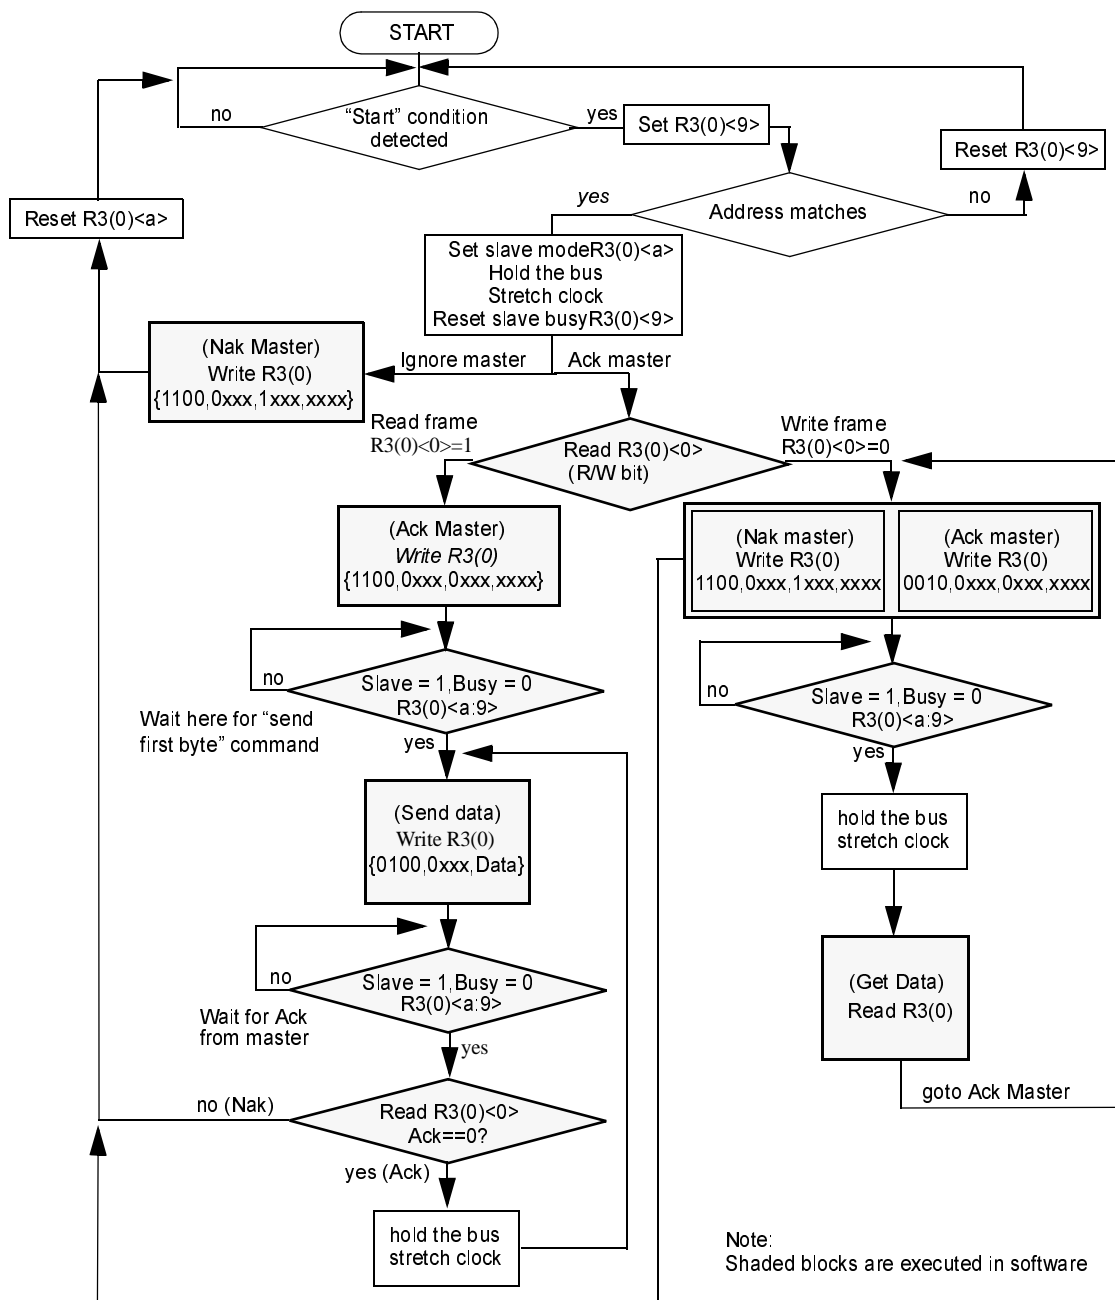 START
no
“Start” condition
detected
yes
Set R3(0)<9>
Reset R3(0)<9>
Reset R3(0)<a>
yes
Address matches
no
Set slave modeR3(0)<a>
Hold the bus
Stretch clock
Reset slave busyR3(0)<9>
(Nak Master)
Write R3(0)
{1100,0xxx,1xxx,xxxx}
Ignore master
Ack master
Read frame
R3(0)<0>=1
Read R3(0)<0>
(R/W bit)
Write frame
R3(0)<0>=0
(Ack Master)
Write R3(0)
{1100,0xxx,0xxx,xxxx}
(Nak master)
Write R3(0)
1100,0xxx,1xxx,xxxx
(Ack master)
Write R3(0)
0010,0xxx,0xxx,xxxx
no
Slave = 1,Busy = 0
R3(0)<a:9>
Wait here for “send
first byte” command
yes
no
Slave = 1,Busy = 0
R3(0)<a:9>
yes
(Send data)
Write R3(0)
{0100,0xxx,Data}
hold the bus
stretch clock
no
Slave = 1,Busy = 0
R3(0)<a:9>
Wait for Ack
from master
yes
(Get Data)
Read R3(0)
no (Nak)
Read R3(0)<0>
Ack==0?
goto Ack Master
yes (Ack)
hold the bus
stretch clock
Note:
Shaded blocks are executed in software